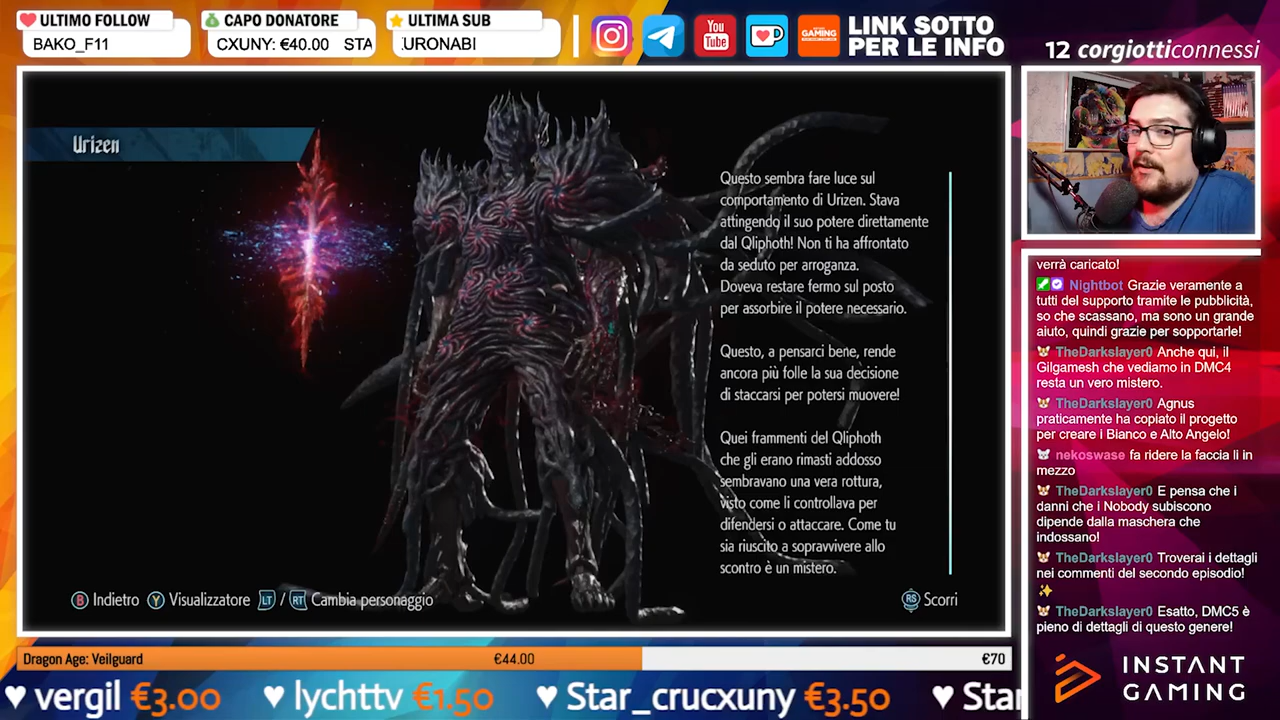 ULTIMO FOLLOW
BAKO_F11
CAPO DONATORE
CXUNY: €40.00 STA
ULTIMA SUB
URONABI
You
Tube
GAMING
LINK SOTTO
PER LE INFO
12 corgiotticonnessi
Urizen
Questo sembra fare luce sul
comportamento di Urizen. Stava
attingendo il suo potere direttamente
dal Qliphoth! Non ti ha affrontato
da seduto per arroganza.
Doveva restare fermo sul posto
per assorbire il potere necessario.
Questo, a pensarci bene, rende
ancora più folle la sua decisione
di staccarsi per potersi muovere!
Quei frammenti del Qliphoth
che gli erano rimasti addosso
sembravano una vera rottura,
visto come li controllava per
difendersi o attaccare. Come tu
sia riuscito a sopravvivere allo
scontro è un mistero.
B Indietro Y Visualizzatore LT / RT Cambia personaggio
RS Scorri
verrà caricato!
Nightbot Grazie veramente a
tutti del supporto tramite le pubblicità,
so che scassano, ma sono un grande
aiuto, quindi grazie per sopportarle!
TheDarkslayer0 Anche qui, il
Gilgamesh che vediamo in DMC4
resta un vero mistero.
TheDarkslayer0 Agnus
praticamente ha copiato il progetto
per creare i Bianco e Alto Angelo!
nekoswase fa ridere la faccia li in
mezzo
TheDarkslayer0 E pensa che i
danni che i Nobody subiscono
dipende dalla maschera che
indossano!
TheDarkslayer0 Troverai i dettagli
nei commenti del secondo episodio!
✨
TheDarkslayer0 Esatto, DMC5 è
pieno di dettagli di questo genere!
Dragon Age: Veilguard €44.00 €70
♥ vergil €3.00 ♥ lychttv €1.50 ♥ Star_crucxuny €3.50 ♥ Star
INSTANT
GAMING